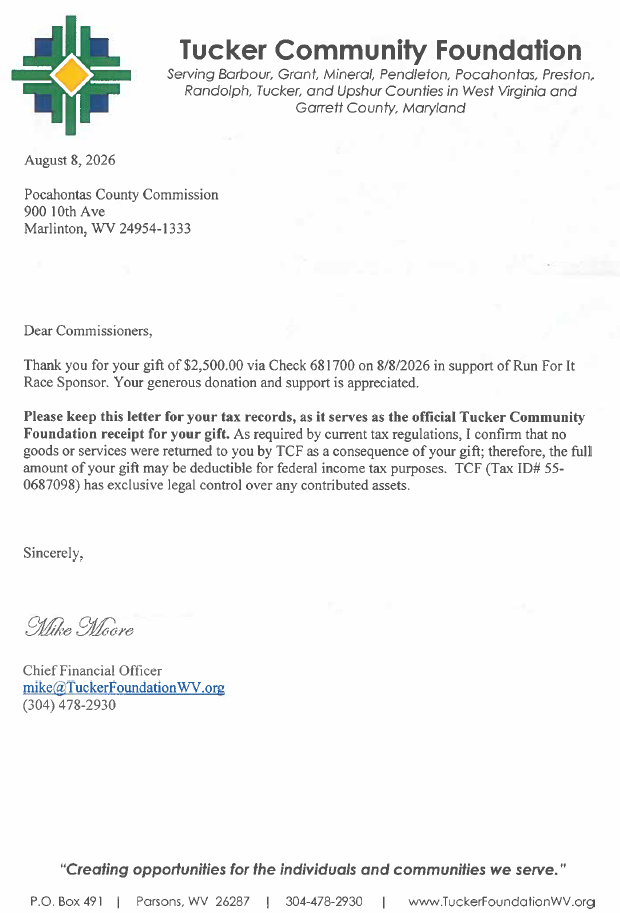 Tucker Community Foundation
Serving Barbour, Grant, Mineral, Pendleton, Pocahontas, Preston,
Randolph, Tucker, and Upshur Counties in West Virginia and
Garrett County, Maryland
August 8, 2026
Pocahontas County Commission
900 10th Ave
Marlinton, WV 24954-1333
Dear Commissioners,
Thank you for your gift of $2,500.00 via Check 681700 on 8/8/2026 in support of Run For It
Race Sponsor. Your generous donation and support is appreciated.
Please keep this letter for your tax records, as it serves as the official Tucker Community
Foundation receipt for your gift. As required by current tax regulations, I confirm that no
goods or services were returned to you by TCF as a consequence of your gift; therefore, the full
amount of your gift may be deductible for federal income tax purposes. TCF (Tax ID# 55-
0687098) has exclusive legal control over any contributed assets.
Sincerely,
Mike Moore
Chief Financial Officer
mike@TuckerFoundationWV.org
(304) 478-2930
"Creating opportunities for the individuals and communities we serve."
P.O. Box 491 | Parsons, WV 26287 | 304-478-2930 | www.TuckerFoundationWV.org